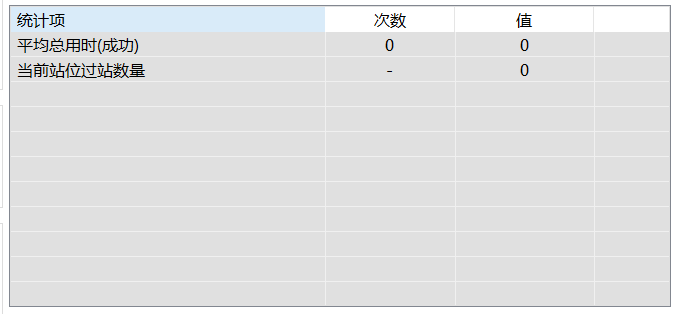 统计项 次数 值
平均总用时(成功) 0 0
当前站位过站数量 - 0